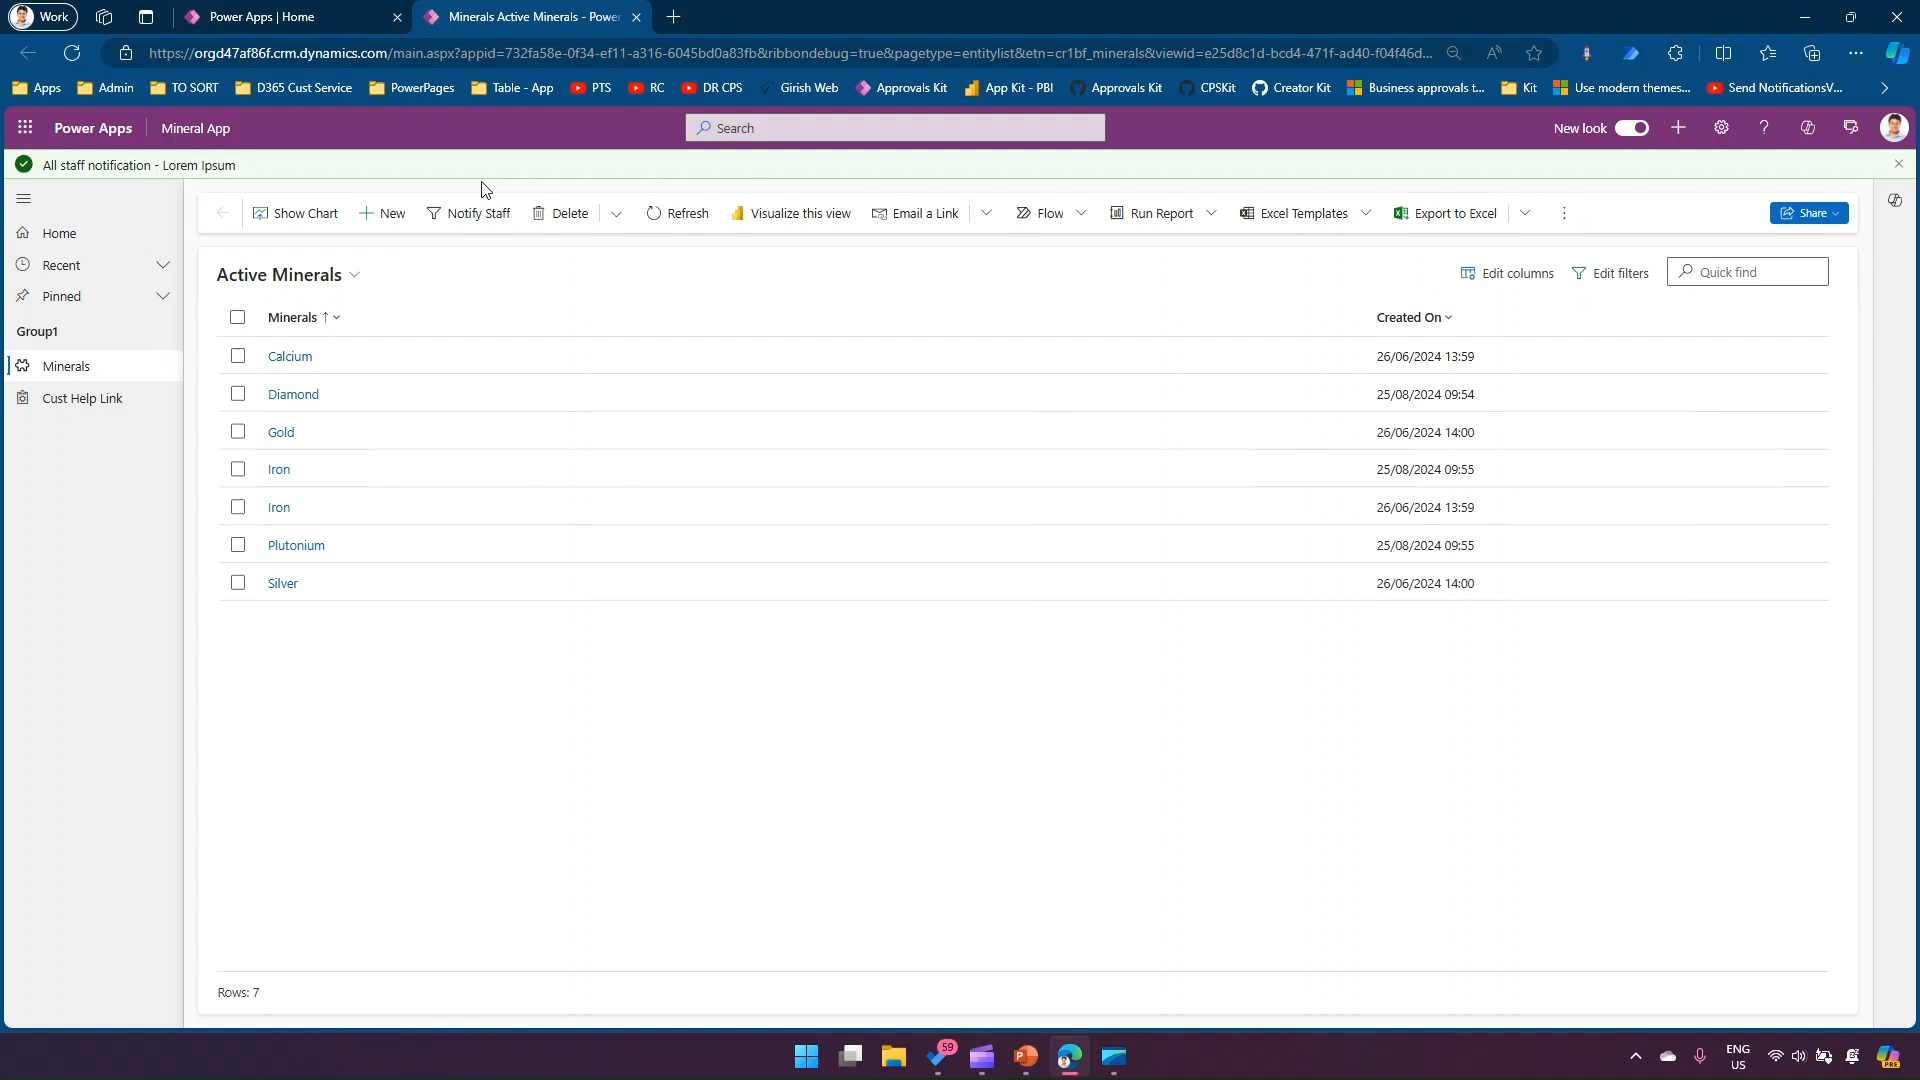 Work
Power Apps | Home
Minerals Active Minerals - Power
https://orgd47af86f.crm.dynamics.com/main.aspx?appid=732fa58e-0f34-ef11-a316-6045bd0a83fb&ribbondebug=true&pagetype=entitylist&etn=cr1bf_minerals&viewid=e25d8c1d-bcd4-471f-ad40-f04f46d...
Apps Admin TO SORT D365 Cust Service PowerPages Table - App PTS RC DR CPS Girish Web Approvals Kit App Kit - PBI Approvals Kit CPSKit Creator Kit Business approvals t... Kit Use modern themes... Send NotificationsV...
Power Apps Mineral App Search New look
All staff notification - Lorem Ipsum
Show Chart New Notify Staff Delete Refresh Visualize this view Email a Link Flow Run Report Excel Templates Export to Excel Share
Home
Recent
Pinned
Group1
Minerals
Cust Help Link
Active Minerals Edit columns Edit filters Quick find
Minerals Created On
Calcium 26/06/2024 13:59
Diamond 25/08/2024 09:54
Gold 26/06/2024 14:00
Iron 25/08/2024 09:55
Iron 26/06/2024 13:59
Plutonium 25/08/2024 09:55
Silver 26/06/2024 14:00
Rows: 7
59
ENG
US
PRE